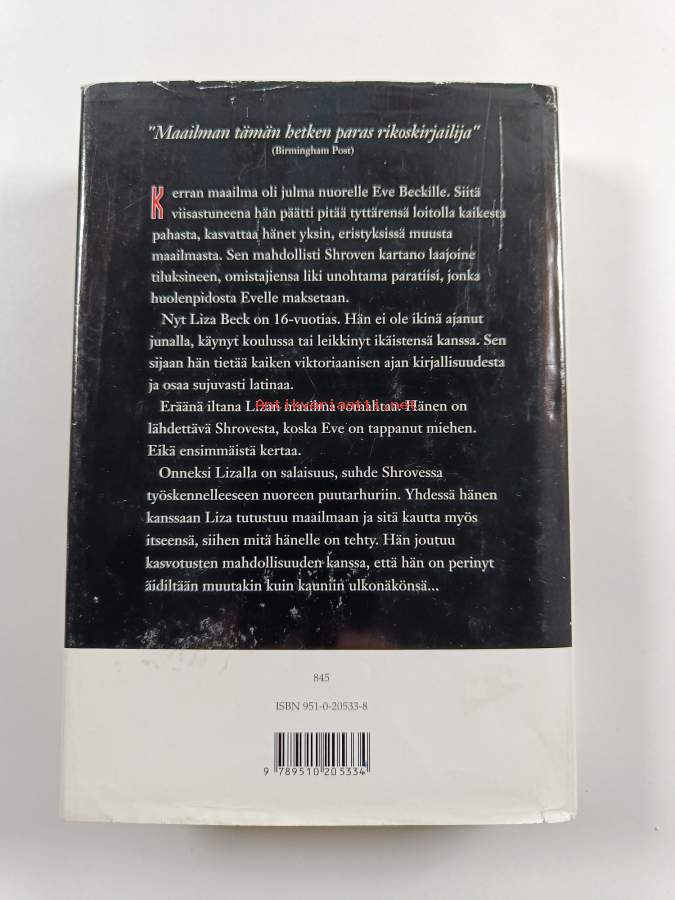 "Maailman tämän hetken paras rikoskirjailija"
(Birmingham Post)
Kerran maailma oli julma nuorelle Eve Beckille. Siitä
viisastuneena hän päätti pitää tyttärensä loitolla kaikesta
pahasta, kasvattaa hänet yksin, eristyksissä muusta
maailmasta. Sen mahdollisti Shroven kartano laajoine
tiluksineen, omistajiensa liki unohtama paratiisi, jonka
huolenpidosta Evelle maksetaan.
Nyt Liza Beck on 16-vuotias. Hän ei ole ikinä ajanut
junalla, käynyt koulussa tai leikkinyt ikäistensä kanssa. Sen
sijaan hän tietää kaiken viktoriaanisen ajan kirjallisuudesta
ja osaa sujuvasti latinaa.
Eräänä iltana Lizan maailma romahtaa. Hänen on
Antikvariaatti.net
lähdettävä Shrovesta, koska Eve on tappanut miehen.
Eikä ensimmäistä kertaa.
Onneksi Lizalla on salaisuus, suhde Shrovessa
työskennelleeseen nuoreen puutarhuriin. Yhdessä hänen
kanssaan Liza tutustuu maailmaan ja sitä kautta myös
itseensä, siihen mitä hänelle on tehty. Hän joutuu
kasvotusten mahdollisuuden kanssa, että hän on perinyt
äidiltään muutakin kuin kauniin ulkonäkönsä...
845
ISBN 951-0-20533-8
9 789510 205334